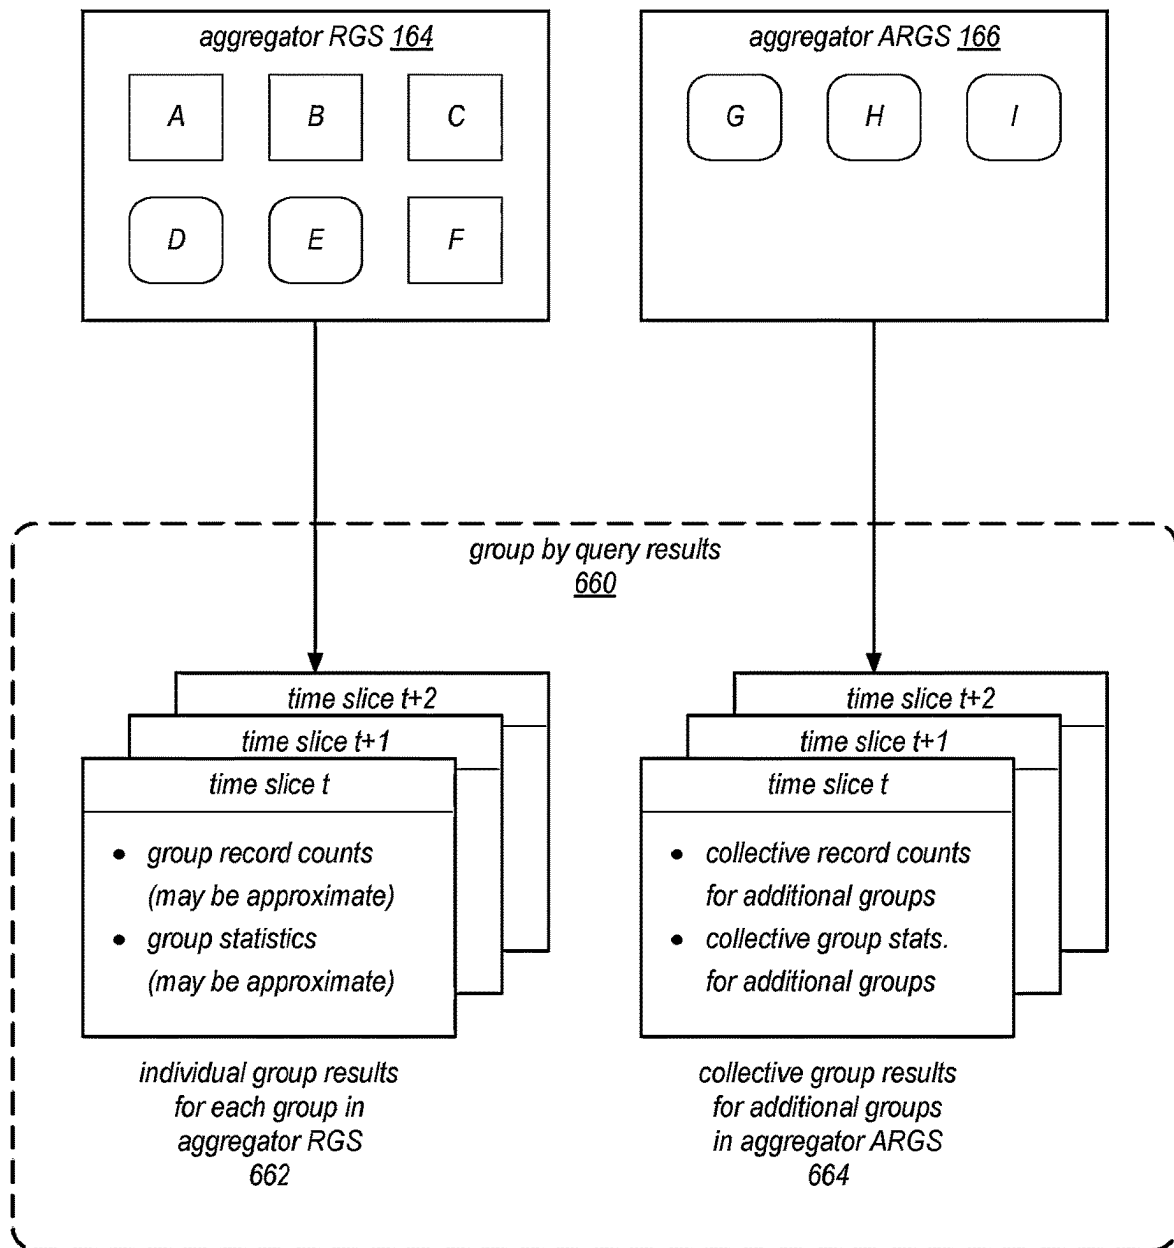 aggregator RGS 164
A B C
D E F
aggregator ARGS 166
G H I
group by query results
660
time slice t+2
time slice t+1
time slice t
• group record counts
(may be approximate)
• group statistics
(may be approximate)
individual group results
for each group in
aggregator RGS
662
time slice t+2
time slice t+1
time slice t
• collective record counts
for additional groups
• collective group stats.
for additional groups
collective group results
for additional groups
in aggregator ARGS
664